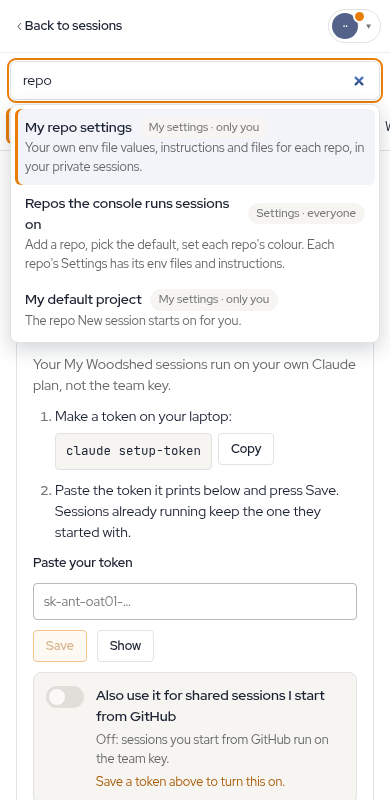 Back to sessions
repo
My repo settings My settings · only you
Your own env file values, instructions and files for each repo, in
your private sessions.
Repos the console runs sessions
on
Settings · everyone
Add a repo, pick the default, set each repo's colour. Each
repo's Settings has its env files and instructions.
My default project My settings · only you
The repo New session starts on for you.
Your My Woodshed sessions run on your own Claude
plan, not the team key.
1. Make a token on your laptop:
claude setup-token Copy
2. Paste the token it prints below and press Save.
Sessions already running keep the one they
started with.
Paste your token
sk-ant-oat01-...
Save Show
Also use it for shared sessions I start
from GitHub
Off: sessions you start from GitHub run on
the team key.
Save a token above to turn this on.